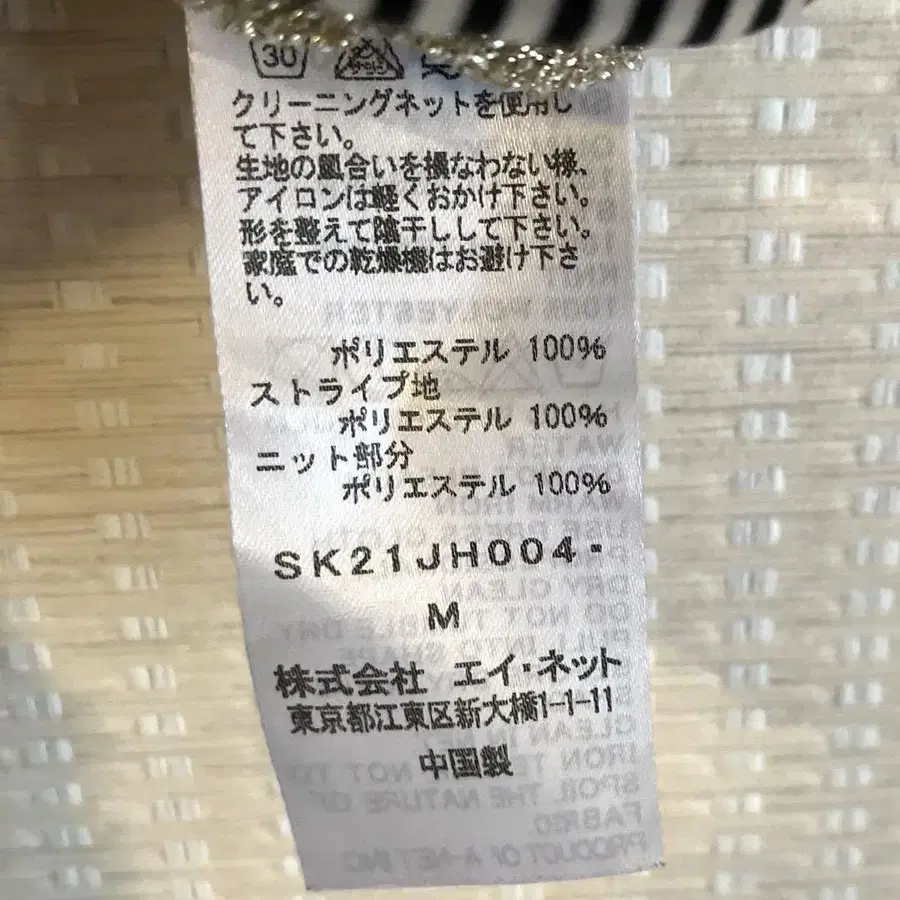 30
クリーニングネットを使用し
て下さい。
生地の風合いを損なわない様、
アイロンは軽くおかけ下さい。
形を整えて陰干しして下さい。
家庭での乾燥機はお避け下さ
い。
ポリエステル 100%
ストライプ地
ポリエステル 100%
ニット部分
ポリエステル 100%
SK21JH004-
M
株式会社 エイ・ネット
東京都江東区新大橋1-1-11
中国製